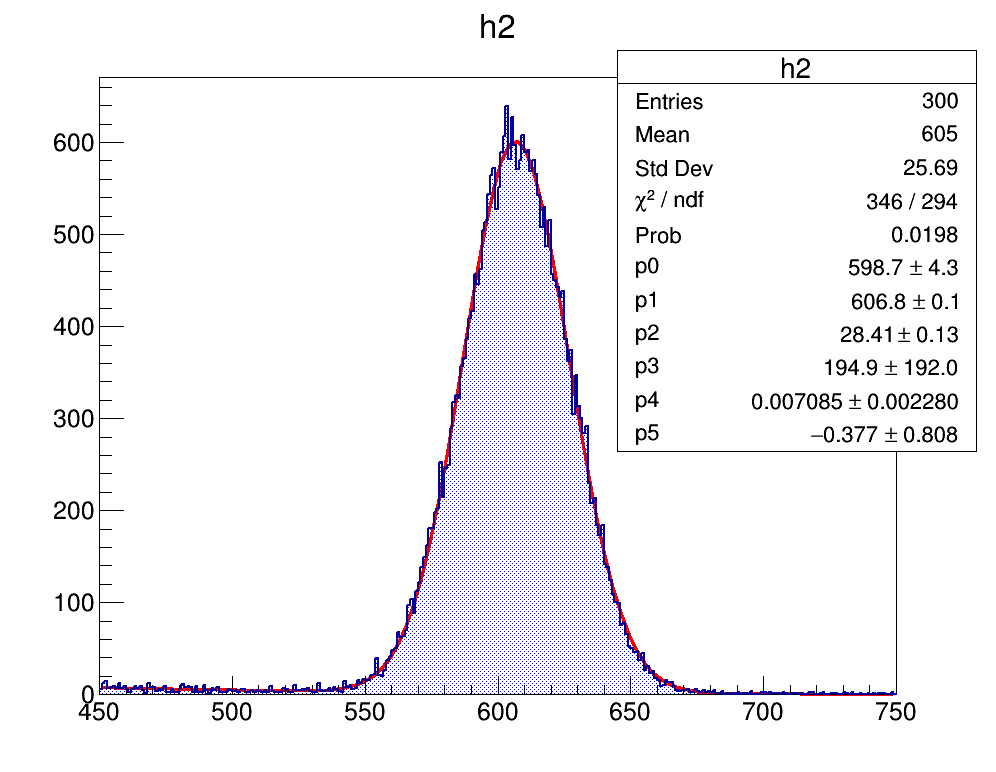 h2
h2
Entries 300
Mean 605
Std Dev 25.69
χ² / ndf 346 / 294
Prob 0.0198
p0 598.7 ± 4.3
p1 606.8 ± 0.1
p2 28.41 ± 0.13
p3 194.9 ± 192.0
p4 0.007085 ± 0.002280
p5 −0.377 ± 0.808
600
500
400
300
200
100
0
450 500 550 600 650 700 750